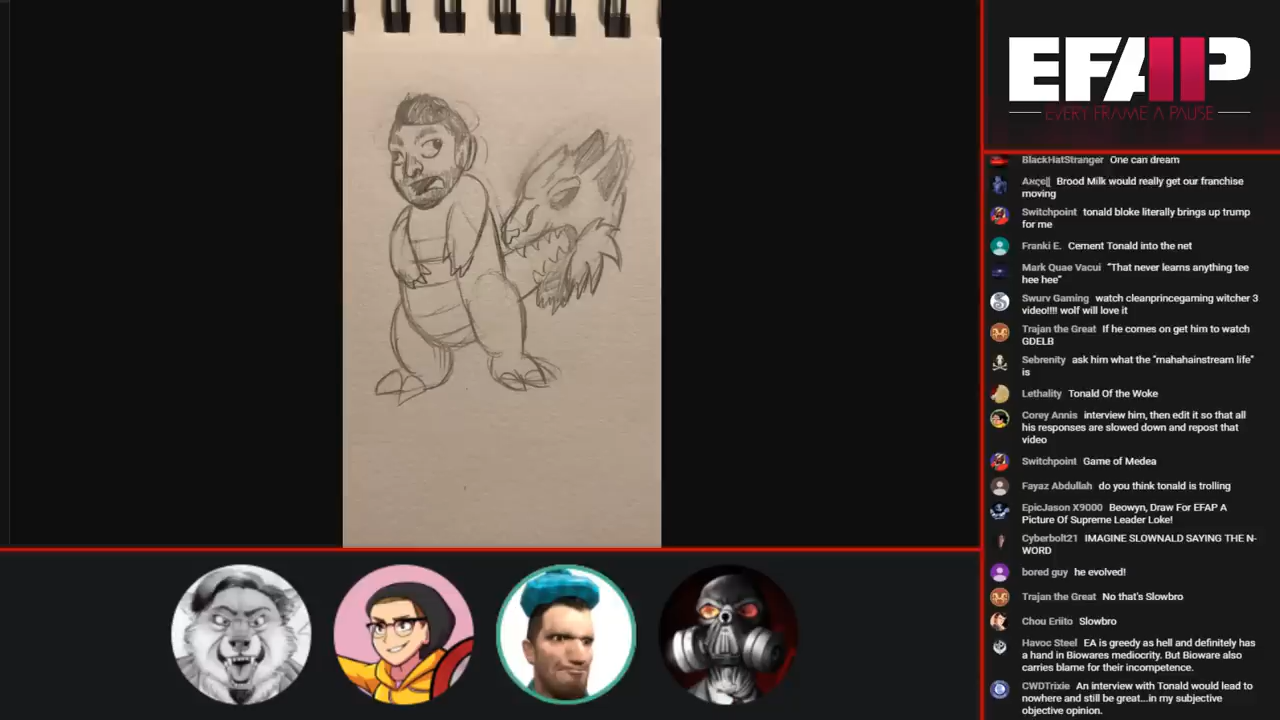 EFAP
EVERY FRAME A PAUSE
BlackHatStranger One can dream
Brood Milk would really get our franchise
moving
Switchpoint tonald bloke literally brings up trump
for me
Franki E. Cement Tonald into the net
Mark Quae Vacui “That never learns anything tee
hee hee”
Swurv Gaming watch cleanprincegaming witcher 3
video!!!! wolf will love it
Trajan the Great If he comes on get him to watch
GDELB
Sebrenity ask him what the “mahahainstream life”
is
Lethality Tonald Of the Woke
Corey Annis interview him, then edit it so that all
his responses are slowed down and repost that
video
Switchpoint Game of Medea
Fayaz Abdullah do you think tonald is trolling
EpicJason X9000 Beowyn, Draw For EFAP A
Picture Of Supreme Leader Loke!
Cyberbolt21 IMAGINE SLOWNALD SAYING THE N-
WORD
bored guy he evolved!
Trajan the Great No that's Slowbro
Chou Eriito Slowbro
Havoc Steel EA is greedy as hell and definitely has
a hand in Biowares mediocrity. But Bioware also
carries blame for their incompetence.
CWDTrixie An interview with Tonald would lead to
nowhere and still be great...in my subjective
objective opinion.